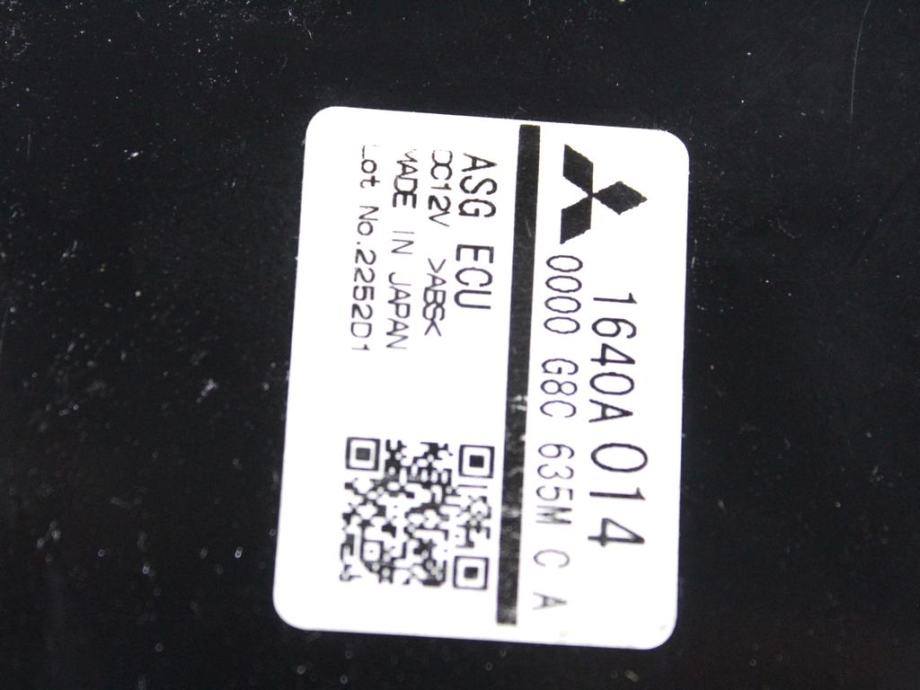 1640A014
0000 G8C 635M C A
ASG ECU
DC12V >ABS<
MADE IN JAPAN
Lot No.2252D1